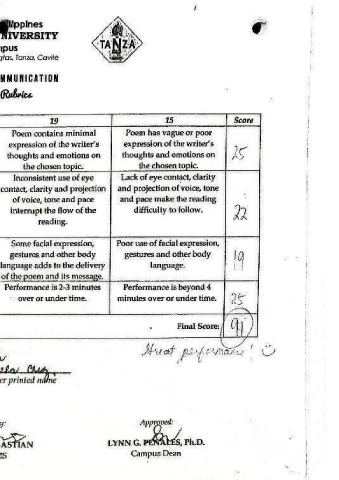 ilippines
NIVERSITY
TANZA
npus
gtas, Tanza, Cavite
MMUNICATION
Rubrics
19 15 Score
Poem contains minimal expression of the writer's thoughts and emotions on the chosen topic.
Poem has vague or poor expression of the writer's thoughts and emotions on the chosen topic.
25
Inconsistent use of eye contact, clarity and projection of voice, tone and pace interrupt the flow of the reading.
Lack of eye contact, clarity and projection of voice, tone and pace make the reading difficulty to follow.
22
Some facial expression, gestures and other body language adds to the delivery of the poem and its message.
Poor use of facial expression, gestures and other body language.
19
Performance is 2-3 minutes over or under time.
Performance is beyond 4 minutes over or under time.
25
Final Score: 91
Great performance!
er printed name
Approved:
ASTIAN
LYNN G. PENALES, Ph.D.
Campus Dean